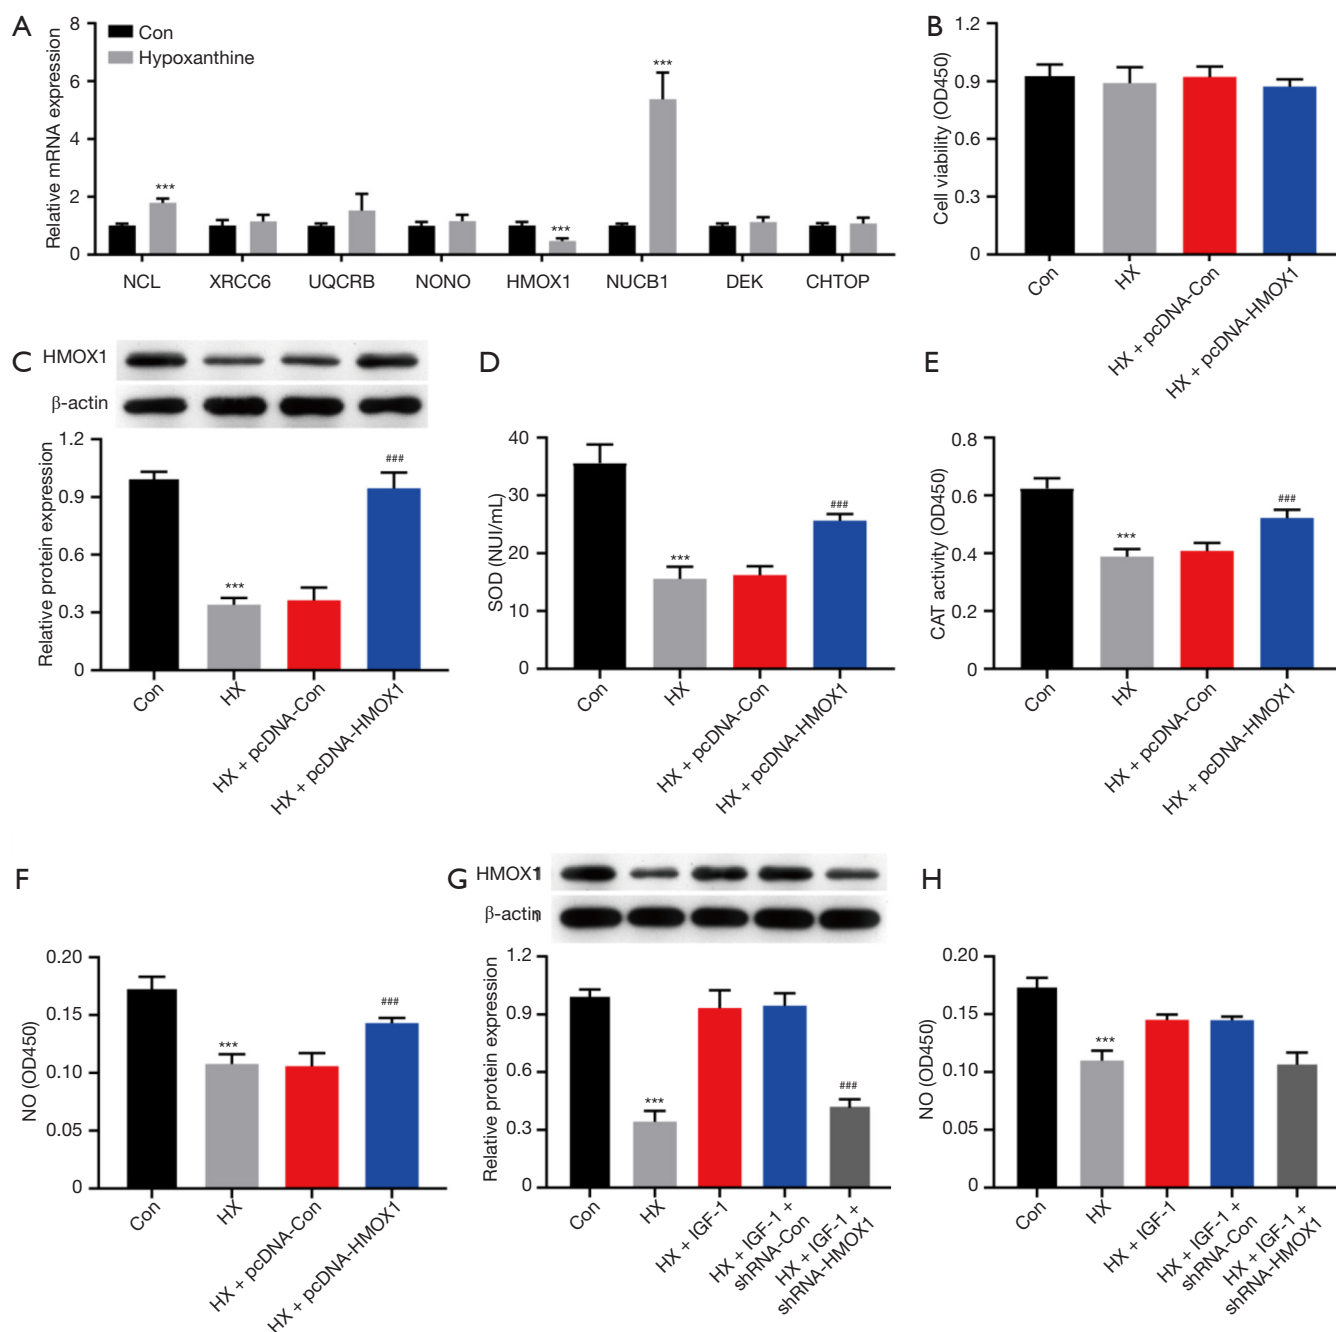 A
Relative mRNA expression
8
6
4
2
0
Con
Hypoxanthine
***
***
***
NCL XRCC6 UQCRB NONO HMOX1 NUCB1 DEK CHTOP
B
Cell viability (OD450)
1.2
0.9
0.6
0.3
0
Con
HX
HX + pcDNA-Con
HX + pcDNA-HMOX1
C
HMOX1
β-actin
Relative protein expression
1.2
0.9
0.6
0.3
0
***
###
Con
HX
HX + pcDNA-Con
HX + pcDNA-HMOX1
D
SOD (NUI/mL)
40
30
20
10
0
***
###
Con
HX
HX + pcDNA-Con
HX + pcDNA-HMOX1
E
CAT activity (OD450)
0.8
0.6
0.4
0.2
0
***
###
Con
HX
HX + pcDNA-Con
HX + pcDNA-HMOX1
F
NO (OD450)
0.20
0.15
0.10
0.05
0
***
###
Con
HX
HX + pcDNA-Con
HX + pcDNA-HMOX1
G
HMOX1
β-actin
Relative protein expression
1.2
0.9
0.6
0.3
0
***
###
Con
HX
HX + IGF-1
HX + IGF-1 +
shRNA-Con
HX + IGF-1 +
shRNA-HMOX1
H
NO (OD450)
0.20
0.15
0.10
0.05
0
***
Con
HX
HX + IGF-1
HX + IGF-1 +
shRNA-Con
HX + IGF-1 +
shRNA-HMOX1